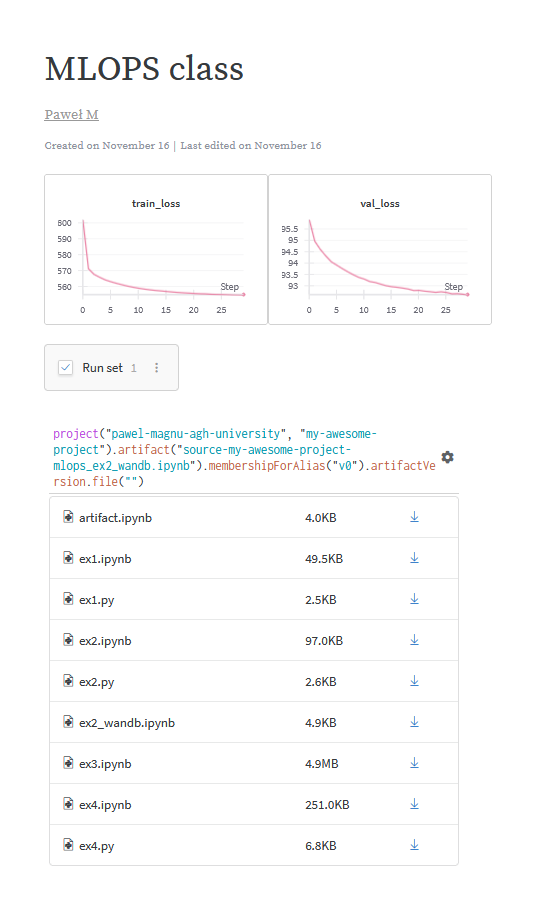 MLOPS class
Paweł M
Created on November 16 | Last edited on November 16
train_loss
600
590
580
570
560
Step
0 5 10 15 20 25
val_loss
95.5
95
94.5
94
93.5
93
Step
0 5 10 15 20 25
Run set 1
project("pawel-magnu-agh-university", "my-awesome-
project").artifact("source-my-awesome-project-
mlops_ex2_wandb.ipynb").membershipForAlias("v0").artifactVe
rsion.file("")
artifact.ipynb 4.0KB
ex1.ipynb 49.5KB
ex1.py 2.5KB
ex2.ipynb 97.0KB
ex2.py 2.6KB
ex2_wandb.ipynb 4.9KB
ex3.ipynb 4.9MB
ex4.ipynb 251.0KB
ex4.py 6.8KB